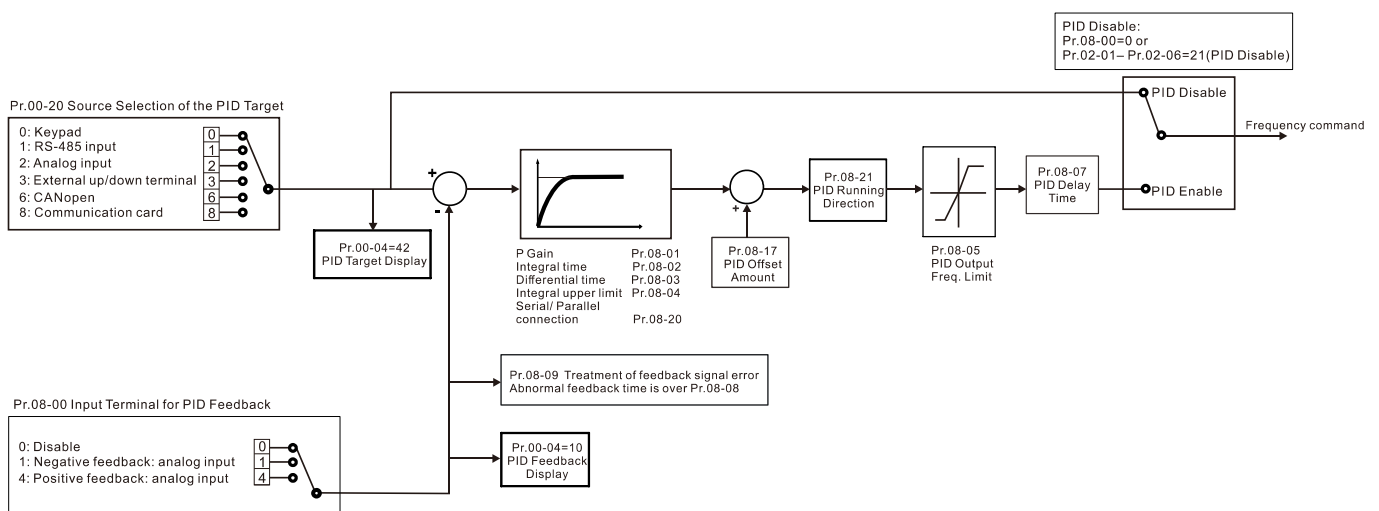 PID Disable:
Pr.08-00=0 or
Pr.02-01– Pr.02-06=21(PID Disable)
Pr.00-20 Source Selection of the PID Target
0: Keypad
1: RS-485 input
2: Analog input
3: External up/down terminal
6: CANopen
8: Communication card
0
1
2
3
6
8
Pr.00-04=42
PID Target Display
+
-
P Gain Pr.08-01
Integral time Pr.08-02
Differential time Pr.08-03
Integral upper limit Pr.08-04
Serial/ Parallel
connection Pr.08-20
+
Pr.08-17
PID Offset
Amount
Pr.08-21
PID Running
Direction
Pr.08-05
PID Output
Freq. Limit
Pr.08-07
PID Delay
Time
PID Disable
PID Enable
Frequency command
Pr.08-09 Treatment of feedback signal error
Abnormal feedback time is over Pr.08-08
Pr.00-04=10
PID Feedback
Display
Pr.08-00 Input Terminal for PID Feedback
0: Disable
1: Negative feedback: analog input
4: Positive feedback: analog input
0
1
4